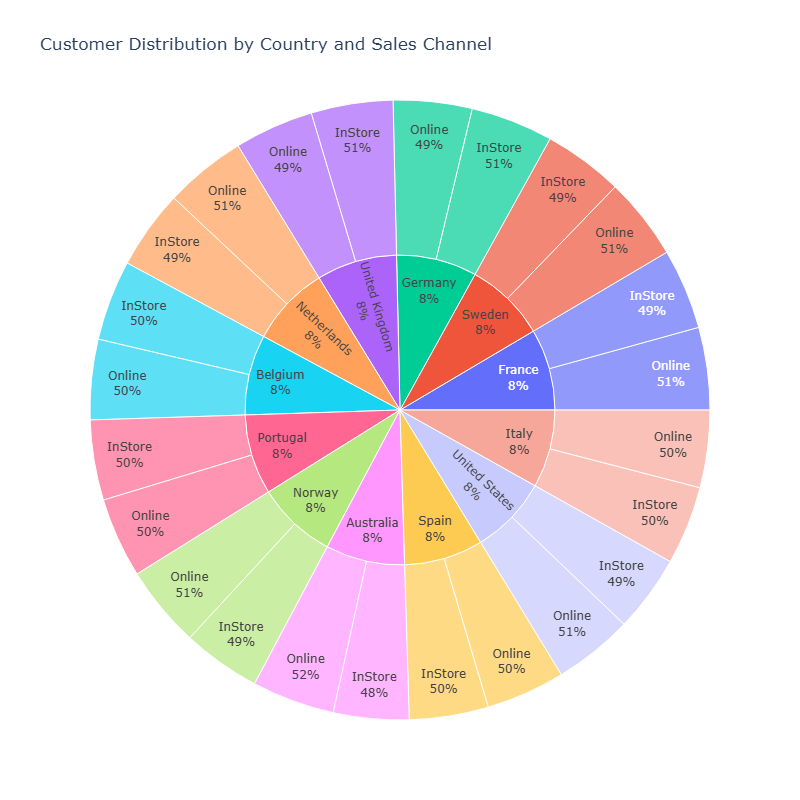 Customer Distribution by Country and Sales Channel
InStore
51%
Online
49%
Online
49%
InStore
51%
InStore
49%
Online
51%
Online
51%
InStore
49%
InStore
49%
Online
51%
InStore
50%
Online
50%
Germany
8%
United Kingdom
8%
Sweden
8%
Netherlands
8%
France
8%
Belgium
8%
Portugal
8%
Italy
8%
Norway
8%
United States
8%
Australia
8%
Spain
8%
InStore
50%
Online
50%
Online
50%
InStore
50%
Online
51%
InStore
49%
InStore
49%
Online
51%
Online
52%
InStore
48%
InStore
50%
Online
50%